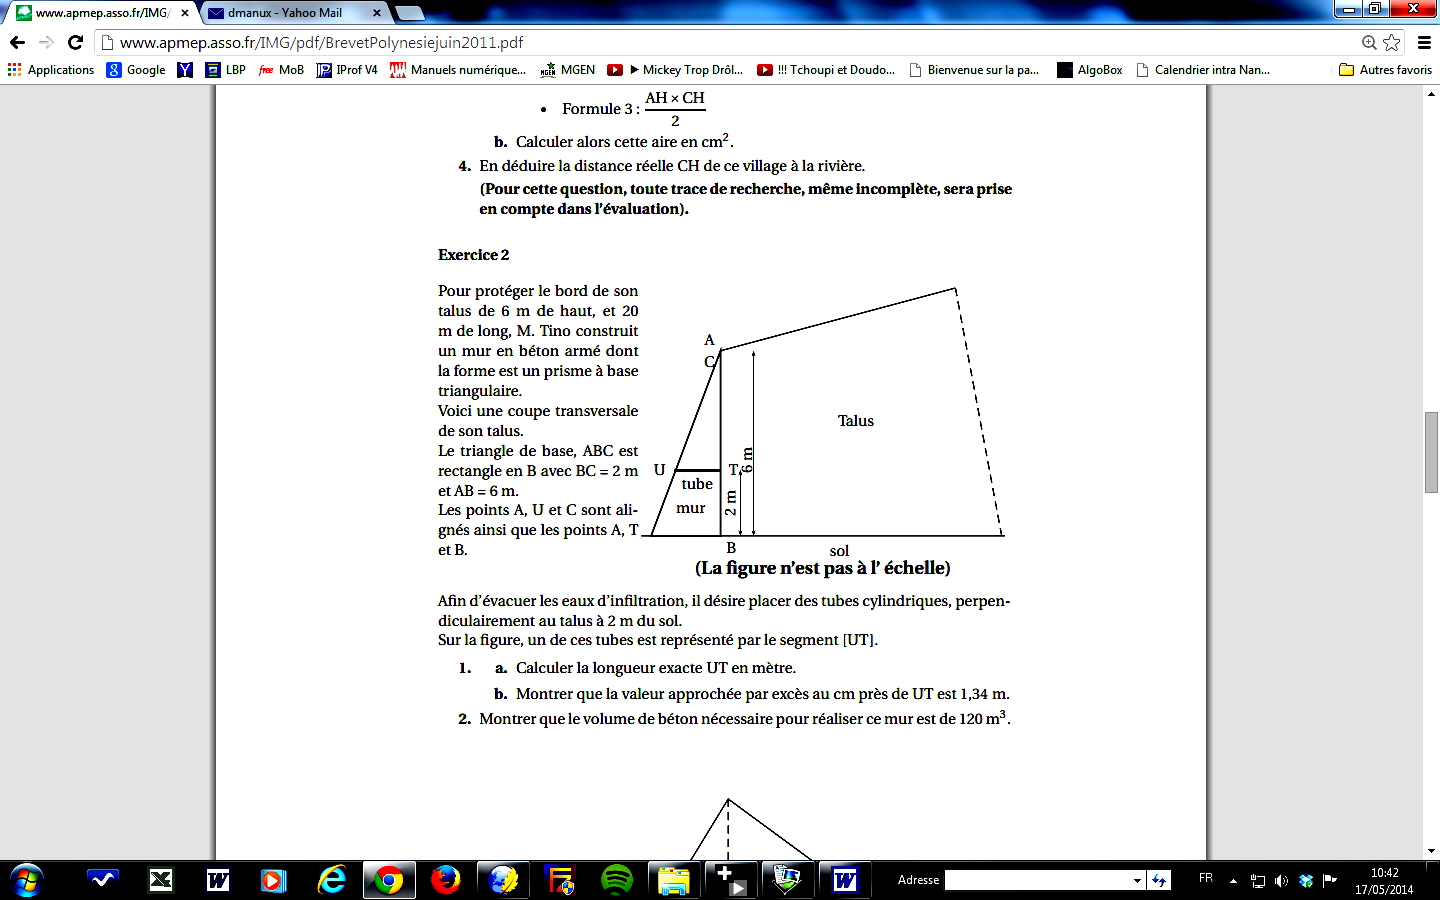 www.apmep.asso.fr/IMG/
dmanux - Yahoo Mail
www.apmep.asso.fr/IMG/pdf/BrevetPolynesiejuin2011.pdf
Applications Google LBP free MoB IProf V4 Manuels numérique... MGEN ► Mickey Trop Drôl... !!! Tchoupi et Doudo... Bienvenue sur la pa... AlgoBox Calendrier intra Nan... Autres favoris
• Formule 3 : AH × CH / 2
b. Calculer alors cette aire en cm².
4. En déduire la distance réelle CH de ce village à la rivière.
(Pour cette question, toute trace de recherche, même incomplète, sera prise
en compte dans l'évaluation).
Exercice 2
Pour protéger le bord de son
talus de 6 m de haut, et 20
m de long, M. Tino construit
un mur en béton armé dont
la forme est un prisme à base
triangulaire.
Voici une coupe transversale
de son talus.
Le triangle de base, ABC est
rectangle en B avec BC = 2 m
et AB = 6 m.
Les points A, U et C sont ali-
gnés ainsi que les points A, T
et B.
A
C
Talus
U
T
6 m
tube
2 m
mur
B
sol
(La figure n'est pas à l' échelle)
Afin d'évacuer les eaux d'infiltration, il désire placer des tubes cylindriques, perpen-
diculairement au talus à 2 m du sol.
Sur la figure, un de ces tubes est représenté par le segment [UT].
1. a. Calculer la longueur exacte UT en mètre.
b. Montrer que la valeur approchée par excès au cm près de UT est 1,34 m.
2. Montrer que le volume de béton nécessaire pour réaliser ce mur est de 120 m³.
Adresse
FR
10:42
17/05/2014